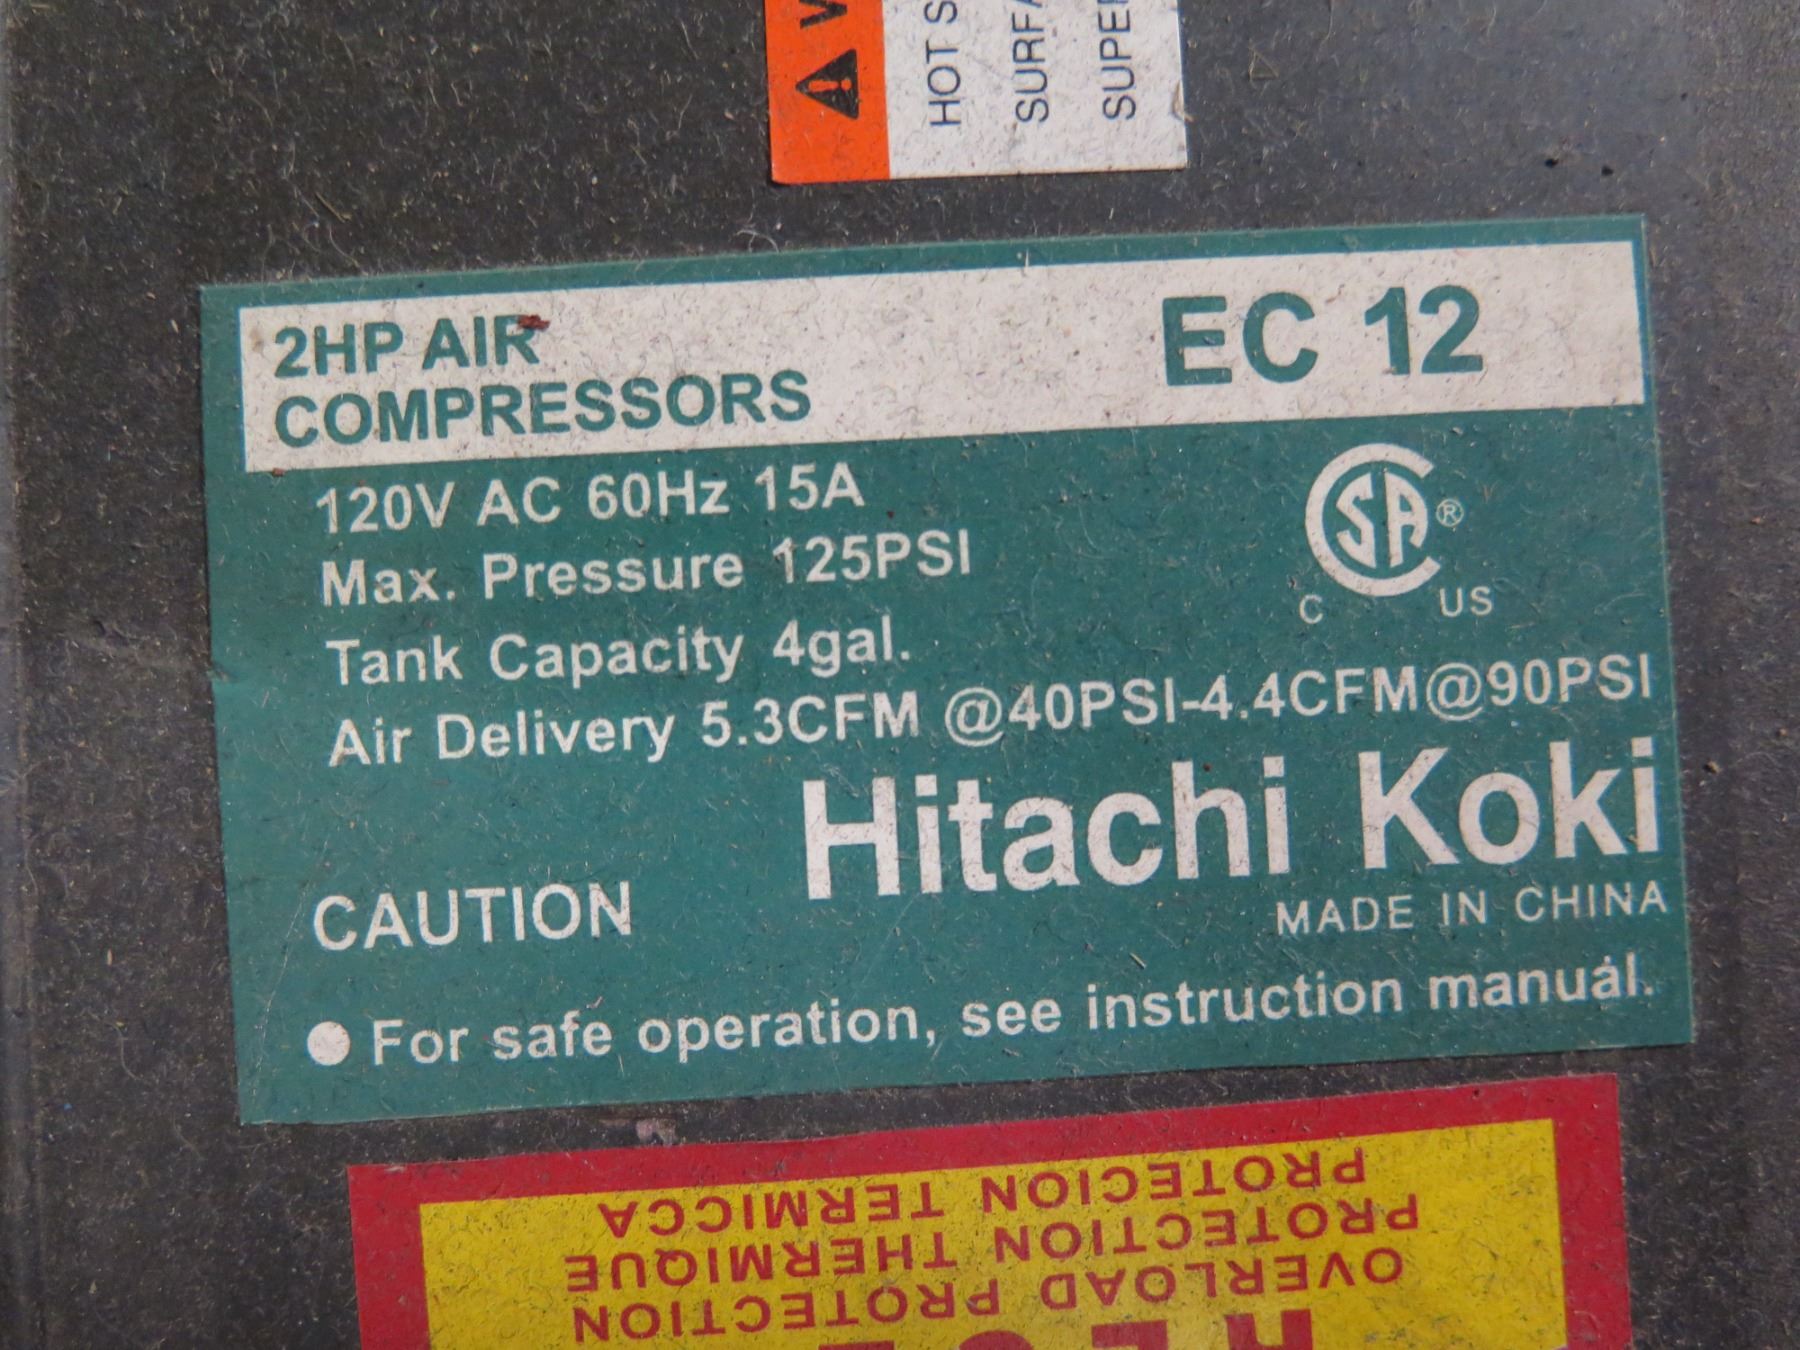 HOT S
SURFA
SUPER
2HP AIR
COMPRESSORS
EC 12
120V AC 60Hz 15A
Max. Pressure 125PSI
Tank Capacity 4gal.
Air Delivery 5.3CFM @40PSI-4.4CFM@90PSI
CSA®
C US
Hitachi Koki
MADE IN CHINA
CAUTION
● For safe operation, see instruction manual.
OVERLOAD PROTECTION
PROTECTION THERMIQUE
PROTECION TERMICCA